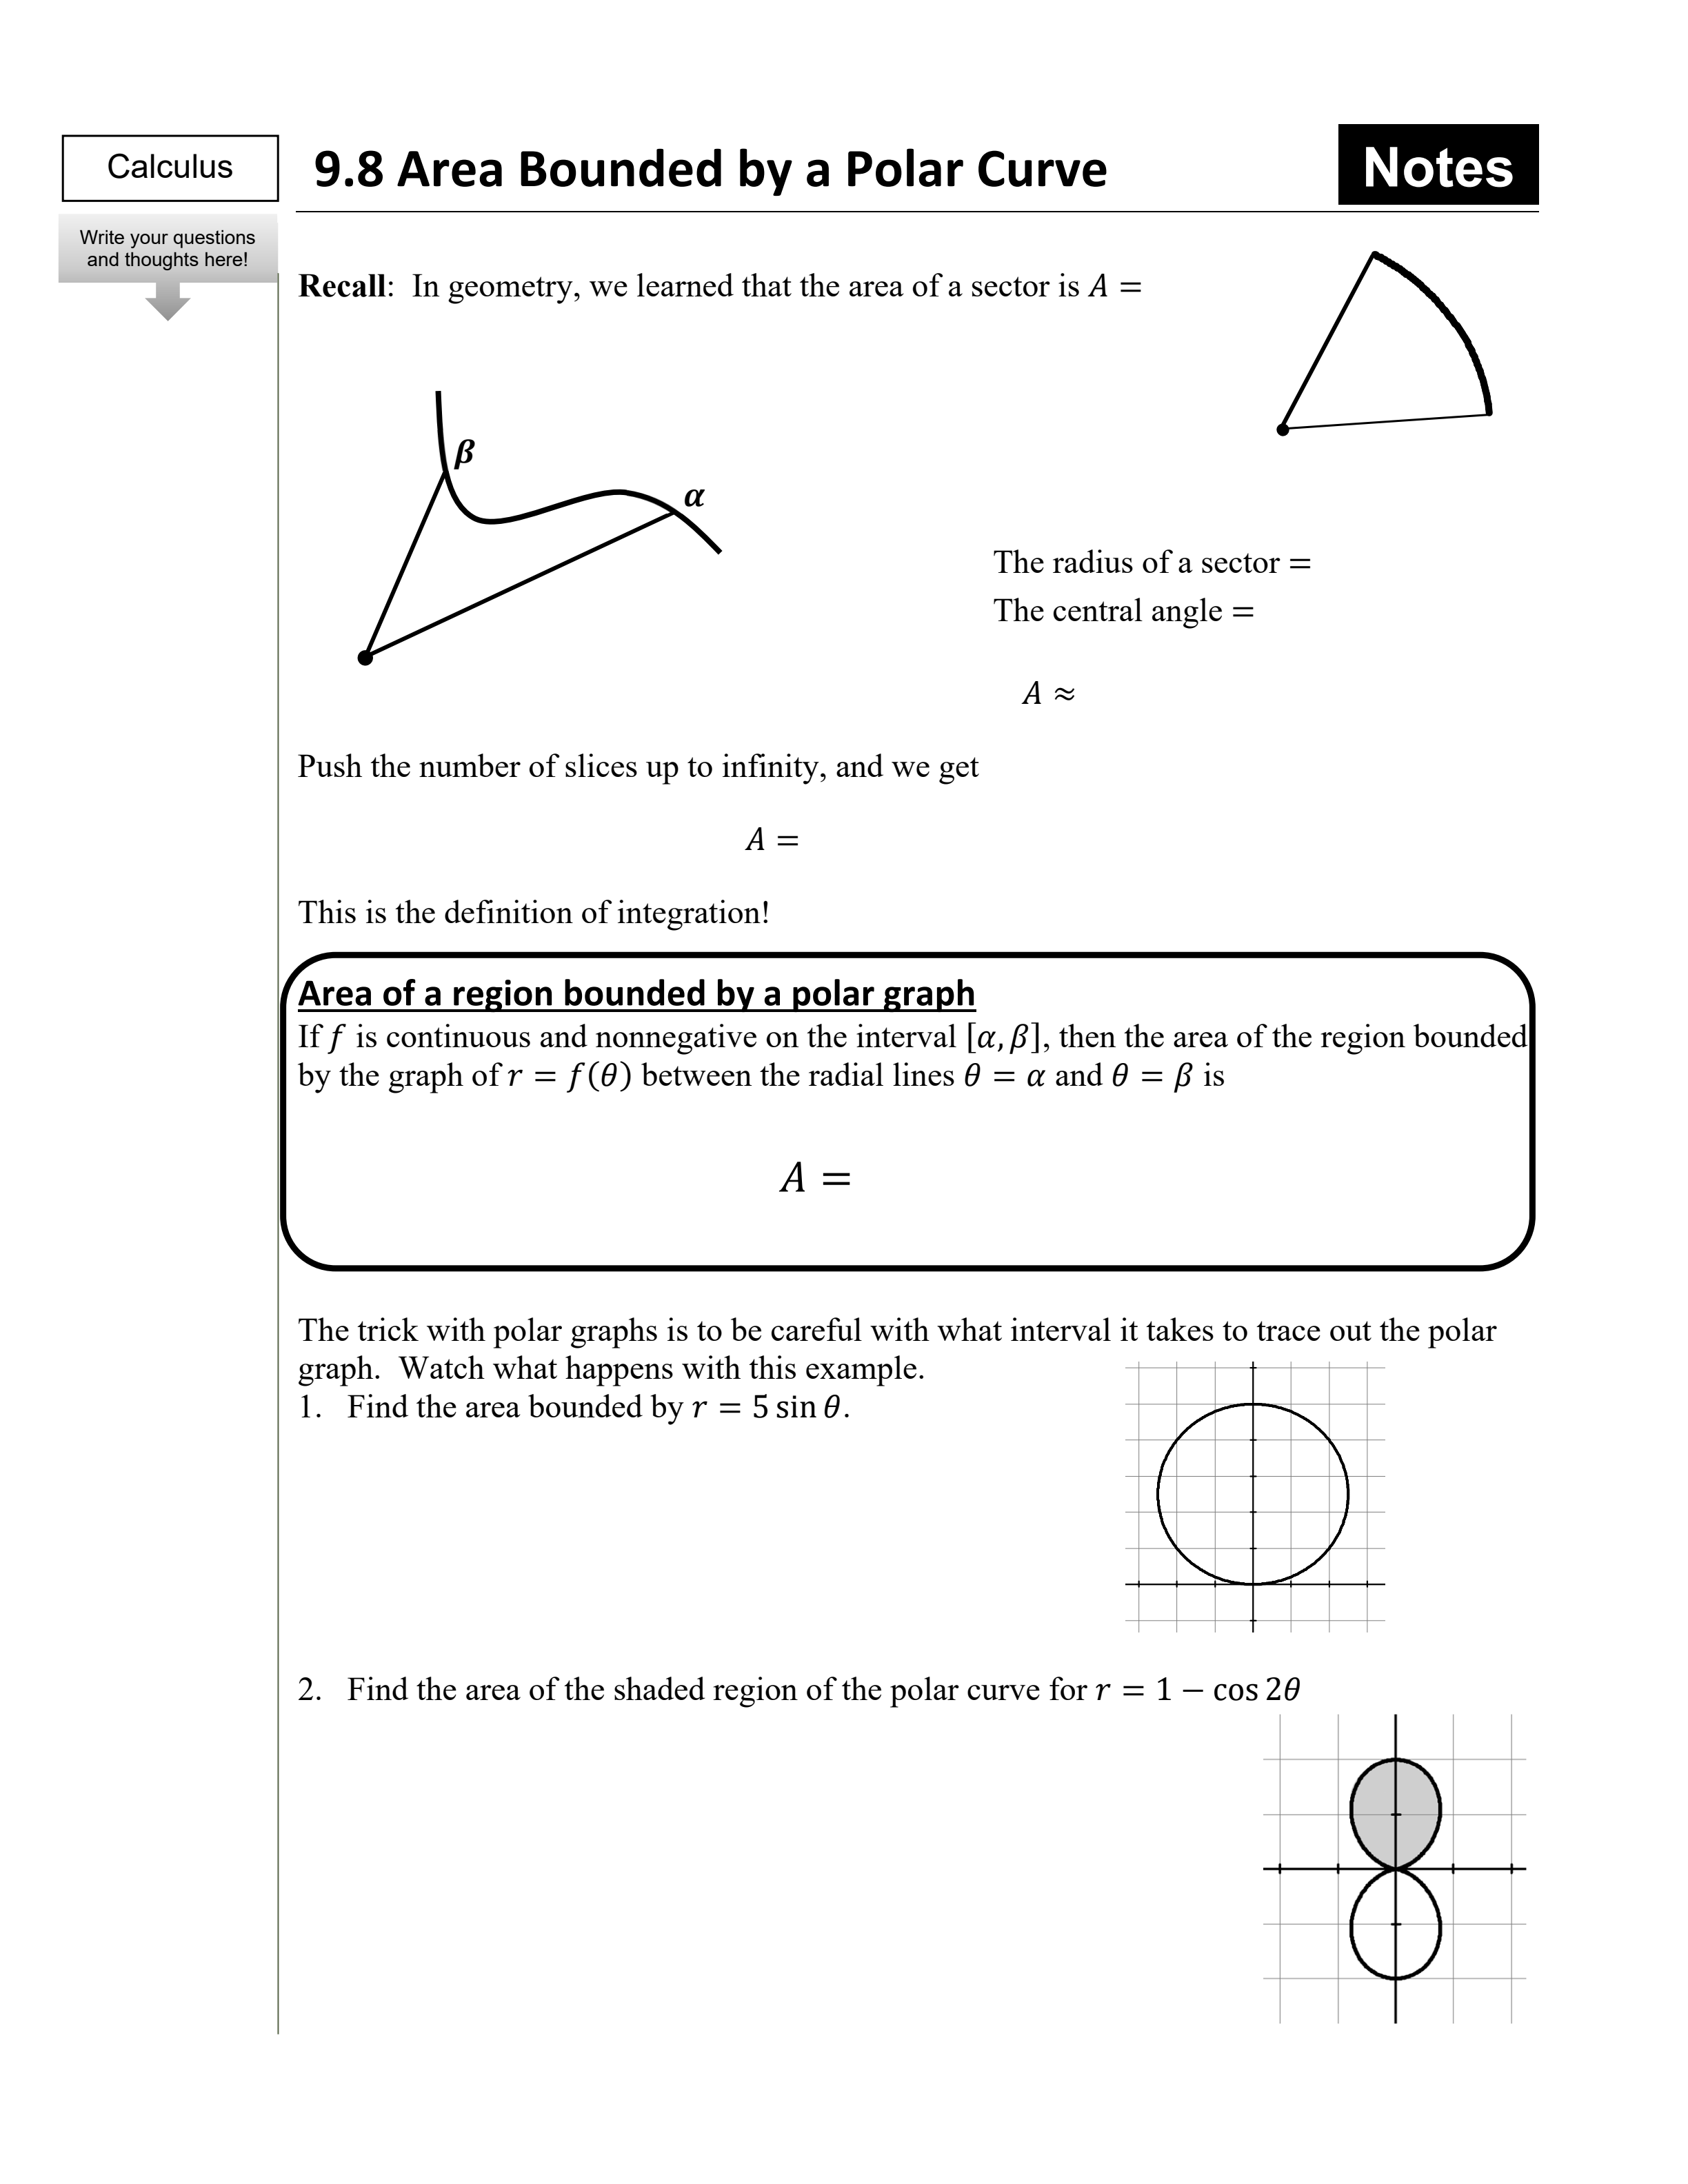 Calculus
9.8 Area Bounded by a Polar Curve
Notes
Write your questions
and thoughts here!
Recall:  In geometry, we learned that the area of a sector is 𝐴 =
𝜷
𝜶
The radius of a sector =
The central angle =
𝐴 ≈
Push the number of slices up to infinity, and we get
𝐴 =
This is the definition of integration!
Area of a region bounded by a polar graph
If 𝑓 is continuous and nonnegative on the interval [𝛼, 𝛽], then the area of the region bounded
by the graph of 𝑟 = 𝑓(𝜃) between the radial lines 𝜃 = 𝛼 and 𝜃 = 𝛽 is
𝐴 =
The trick with polar graphs is to be careful with what interval it takes to trace out the polar
graph.  Watch what happens with this example.
1.   Find the area bounded by 𝑟 = 5 sin 𝜃.
2.   Find the area of the shaded region of the polar curve for 𝑟 = 1 − cos 2𝜃